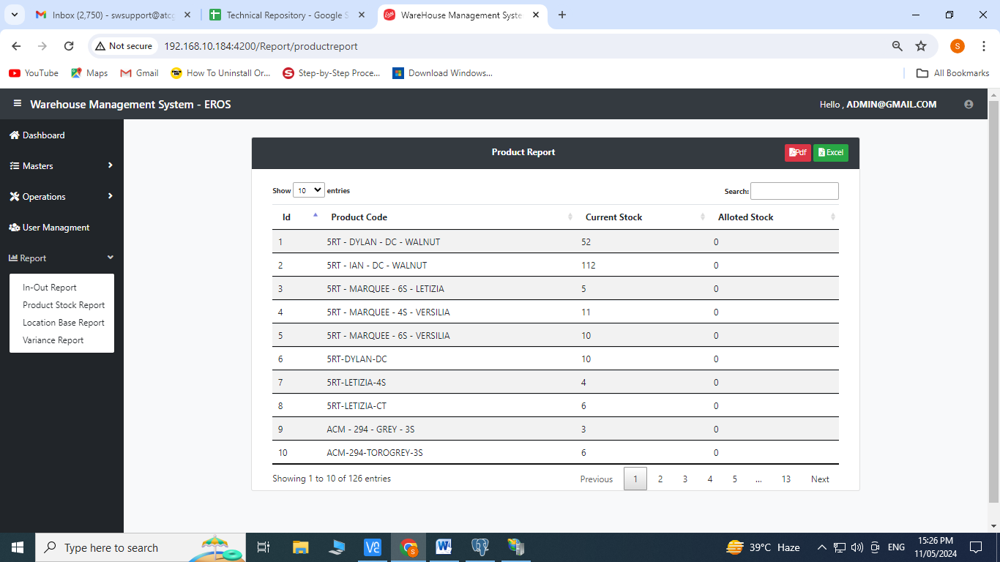 Inbox (2,750) - swsupport@atc
Technical Repository - Google S
WareHouse Management Syste
Not secure
192.168.10.184:4200/Report/productreport
S
YouTube
Maps
Gmail
How To Uninstall Or...
Step-by-Step Proce...
Download Windows...
All Bookmarks
Warehouse Management System - EROS
Hello , ADMIN@GMAIL.COM
Dashboard
Masters
Operations
User Managment
Report
In-Out Report
Product Stock Report
Location Base Report
Variance Report
Product Report
Pdf
Excel
Show 10 entries
Search:
Id Product Code Current Stock Alloted Stock
1 5RT - DYLAN - DC - WALNUT 52 0
2 5RT - IAN - DC - WALNUT 112 0
3 5RT - MARQUEE - 6S - LETIZIA 5 0
4 5RT - MARQUEE - 4S - VERSILIA 11 0
5 5RT - MARQUEE - 6S - VERSILIA 10 0
6 5RT-DYLAN-DC 10 0
7 5RT-LETIZIA-4S 4 0
8 5RT-LETIZIA-CT 6 0
9 ACM - 294 - GREY - 3S 3 0
10 ACM-294-TOROGREY-3S 6 0
Showing 1 to 10 of 126 entries
Previous 1 2 3 4 5 ... 13 Next
Type here to search
39°C Haze
ENG
15:26 PM
11/05/2024